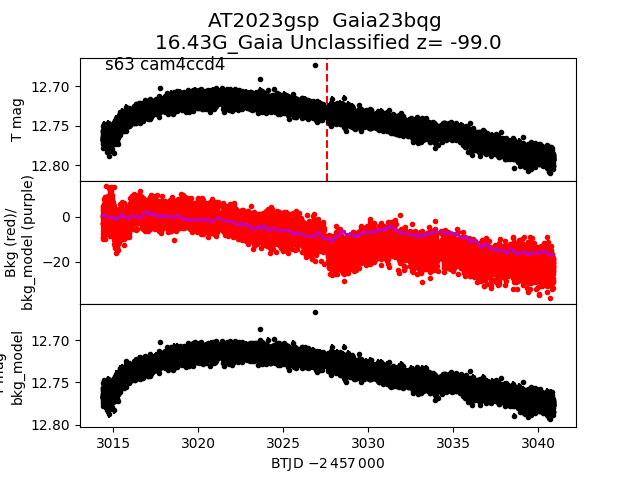 AT2023gsp Gaia23bqg
16.43G_Gaia Unclassified z= -99.0
s63 cam4ccd4
T mag
12.70
12.75
12.80
Bkg (red)/
bkg_model (purple)
0
−20
bkg_model
12.70
12.75
12.80
3015 3020 3025 3030 3035 3040
BTJD −2 457 000